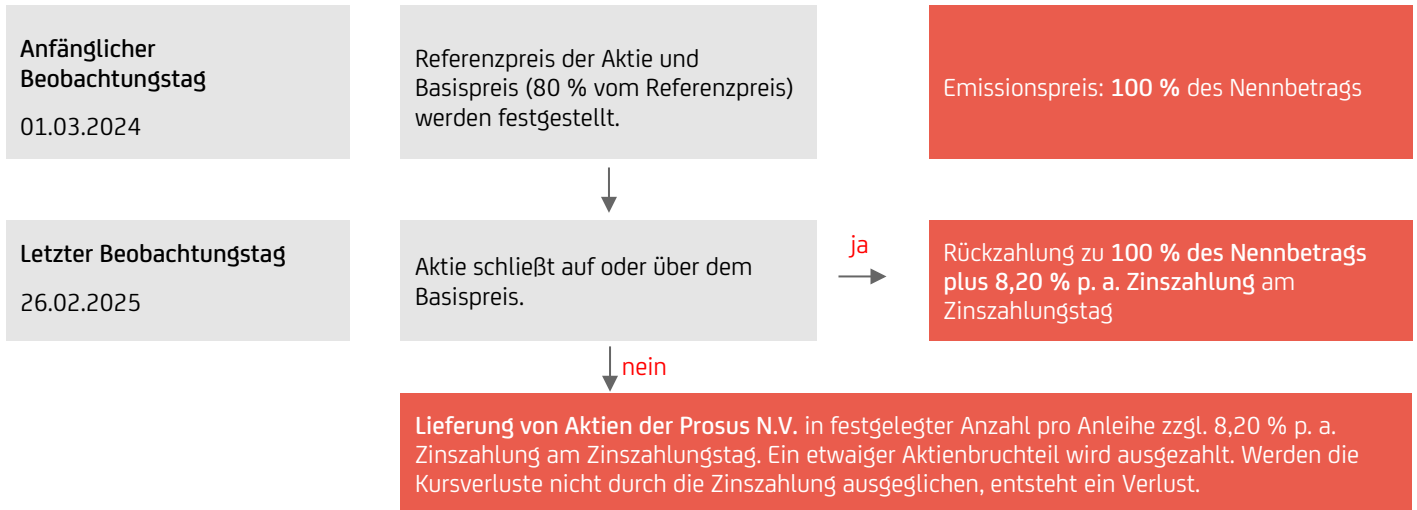 Anfänglicher
Beobachtungstag
01.03.2024
Referenzpreis der Aktie und
Basispreis (80 % vom Referenzpreis)
werden festgestellt.
Emissionspreis: 100 % des Nennbetrags
Letzter Beobachtungstag
26.02.2025
Aktie schließt auf oder über dem
Basispreis.
ja
Rückzahlung zu 100 % des Nennbetrags
plus 8,20 % p. a. Zinszahlung am
Zinszahlungstag
nein
Lieferung von Aktien der Prosus N.V. in festgelegter Anzahl pro Anleihe zzgl. 8,20 % p. a.
Zinszahlung am Zinszahlungstag. Ein etwaiger Aktienbruchteil wird ausgezahlt. Werden die
Kursverluste nicht durch die Zinszahlung ausgeglichen, entsteht ein Verlust.